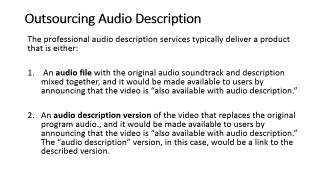 Outsourcing Audio Description
The professional audio description services typically deliver a product
that is either:
1. An audio file with the original audio soundtrack and description
mixed together, and it would be made available to users by
announcing that the video is “also available with audio description.”
2. An audio description version of the video that replaces the original
program audio., and it would be made available to users by
announcing that the video is “also available with audio description.”
The “audio description” version, in this case, would be a link to the
described version.